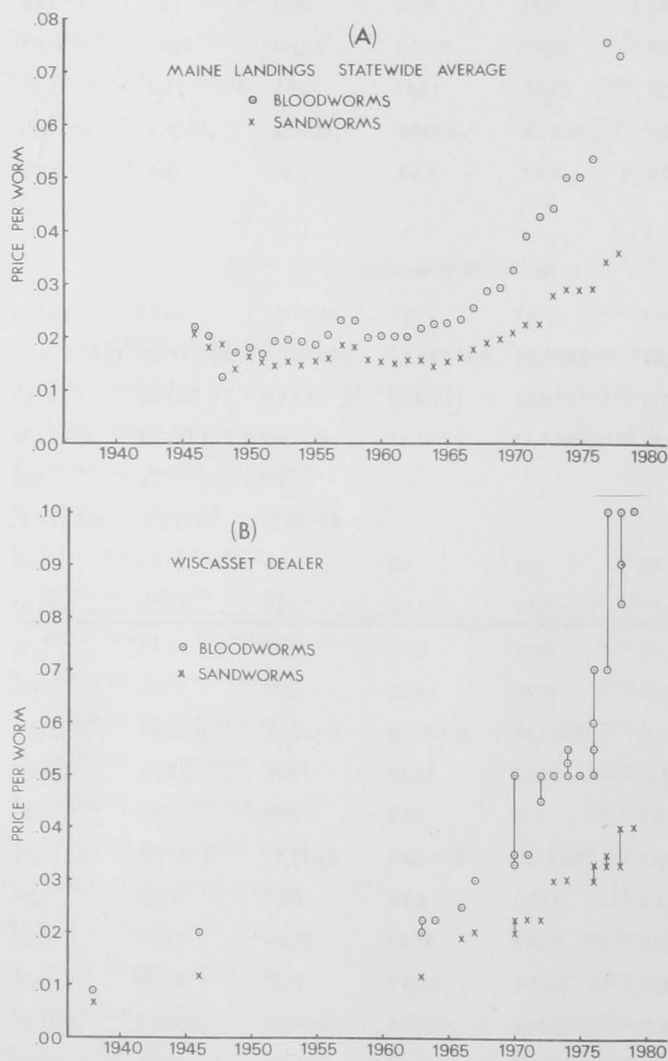 (A)
MAINE LANDINGS STATEWIDE AVERAGE
⊙ BLOODWORMS
× SANDWORMS
PRICE PER WORM
.08
.07
.06
.05
.04
.03
.02
.01
.00
1940 1945 1950 1955 1960 1965 1970 1975 1980
(B)
WISCASSET DEALER
⊙ BLOODWORMS
× SANDWORMS
PRICE PER WORM
.10
.09
.08
.07
.06
.05
.04
.03
.02
.01
.00
1940 1945 1950 1955 1960 1965 1970 1975 1980